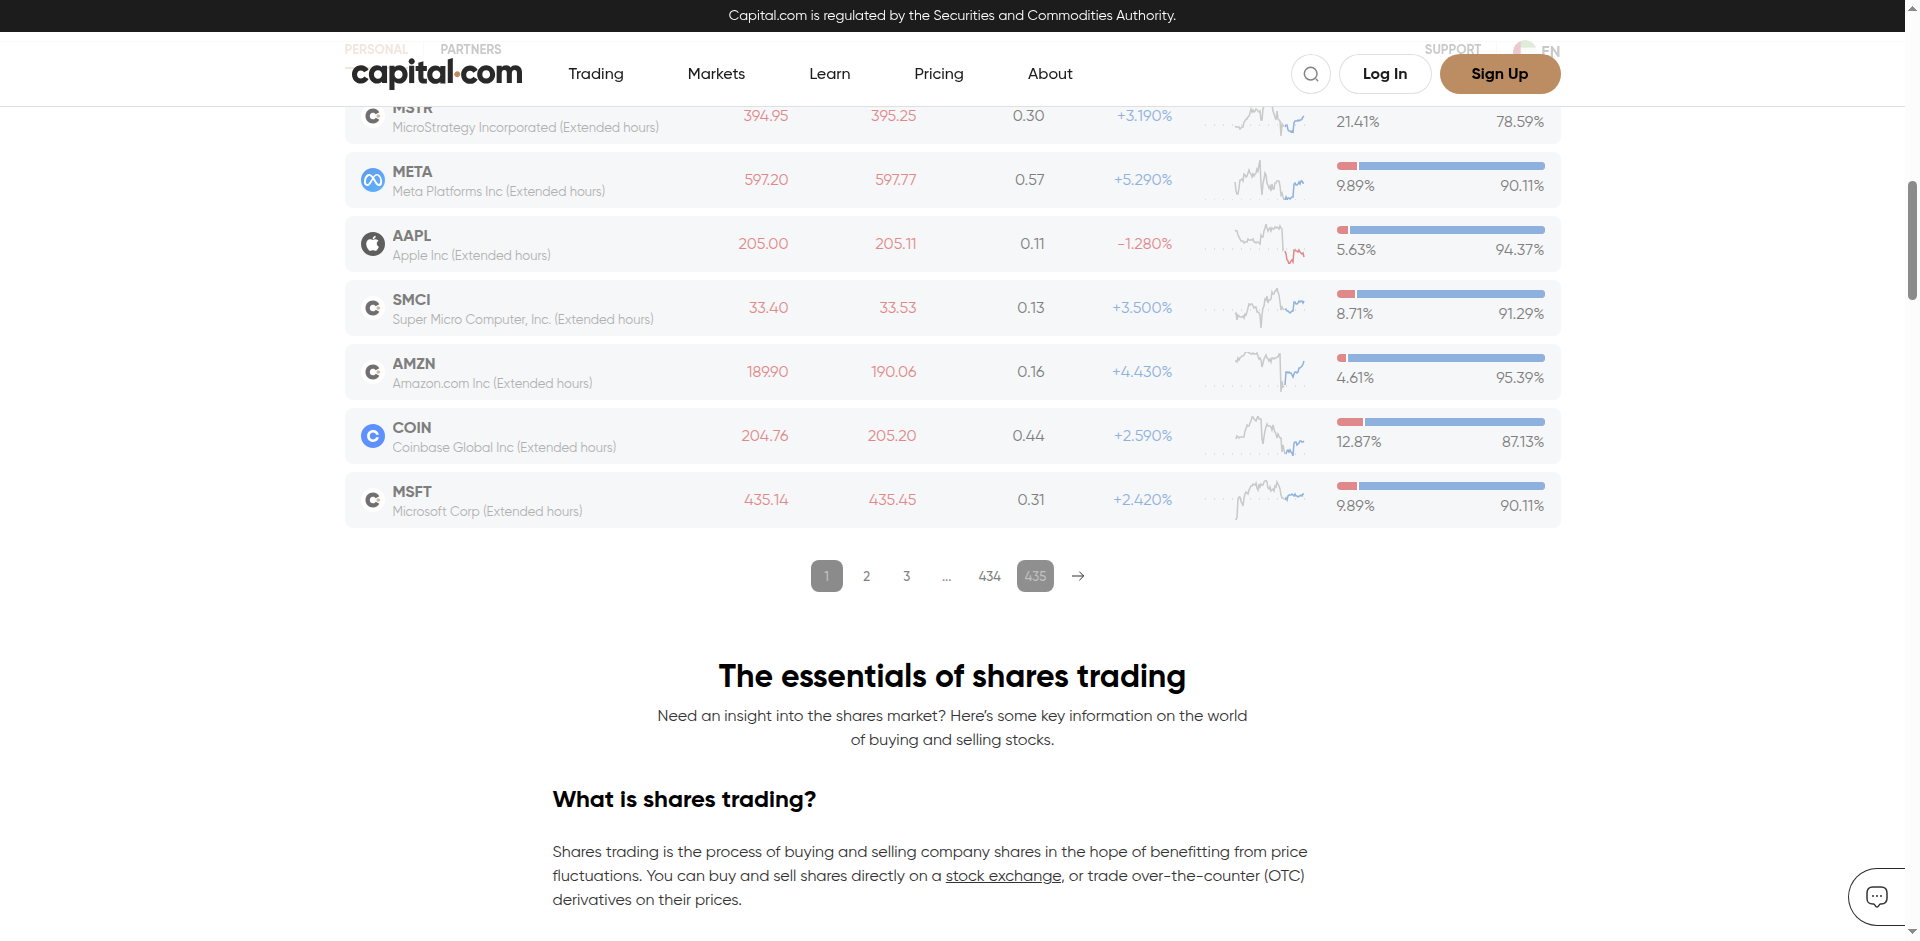 Capital.com is regulated by the Securities and Commodities Authority.
PERSONAL PARTNERS SUPPORT EN
capital.com Trading Markets Learn Pricing About Log In Sign Up
MSTR 394.95 395.25 0.30 +3.190% 21.41% 78.59%
MicroStrategy Incorporated (Extended hours)
META 597.20 597.77 0.57 +5.290% 9.89% 90.11%
Meta Platforms Inc (Extended hours)
AAPL 205.00 205.11 0.11 -1.280% 5.63% 94.37%
Apple Inc (Extended hours)
SMCI 33.40 33.53 0.13 +3.500% 8.71% 91.29%
Super Micro Computer, Inc. (Extended hours)
AMZN 189.90 190.06 0.16 +4.430% 4.61% 95.39%
Amazon.com Inc (Extended hours)
COIN 204.76 205.20 0.44 +2.590% 12.87% 87.13%
Coinbase Global Inc (Extended hours)
MSFT 435.14 435.45 0.31 +2.420% 9.89% 90.11%
Microsoft Corp (Extended hours)
1 2 3 ... 434 435 →
The essentials of shares trading
Need an insight into the shares market? Here’s some key information on the world
of buying and selling stocks.
What is shares trading?
Shares trading is the process of buying and selling company shares in the hope of benefitting from price
fluctuations. You can buy and sell shares directly on a stock exchange, or trade over-the-counter (OTC)
derivatives on their prices.